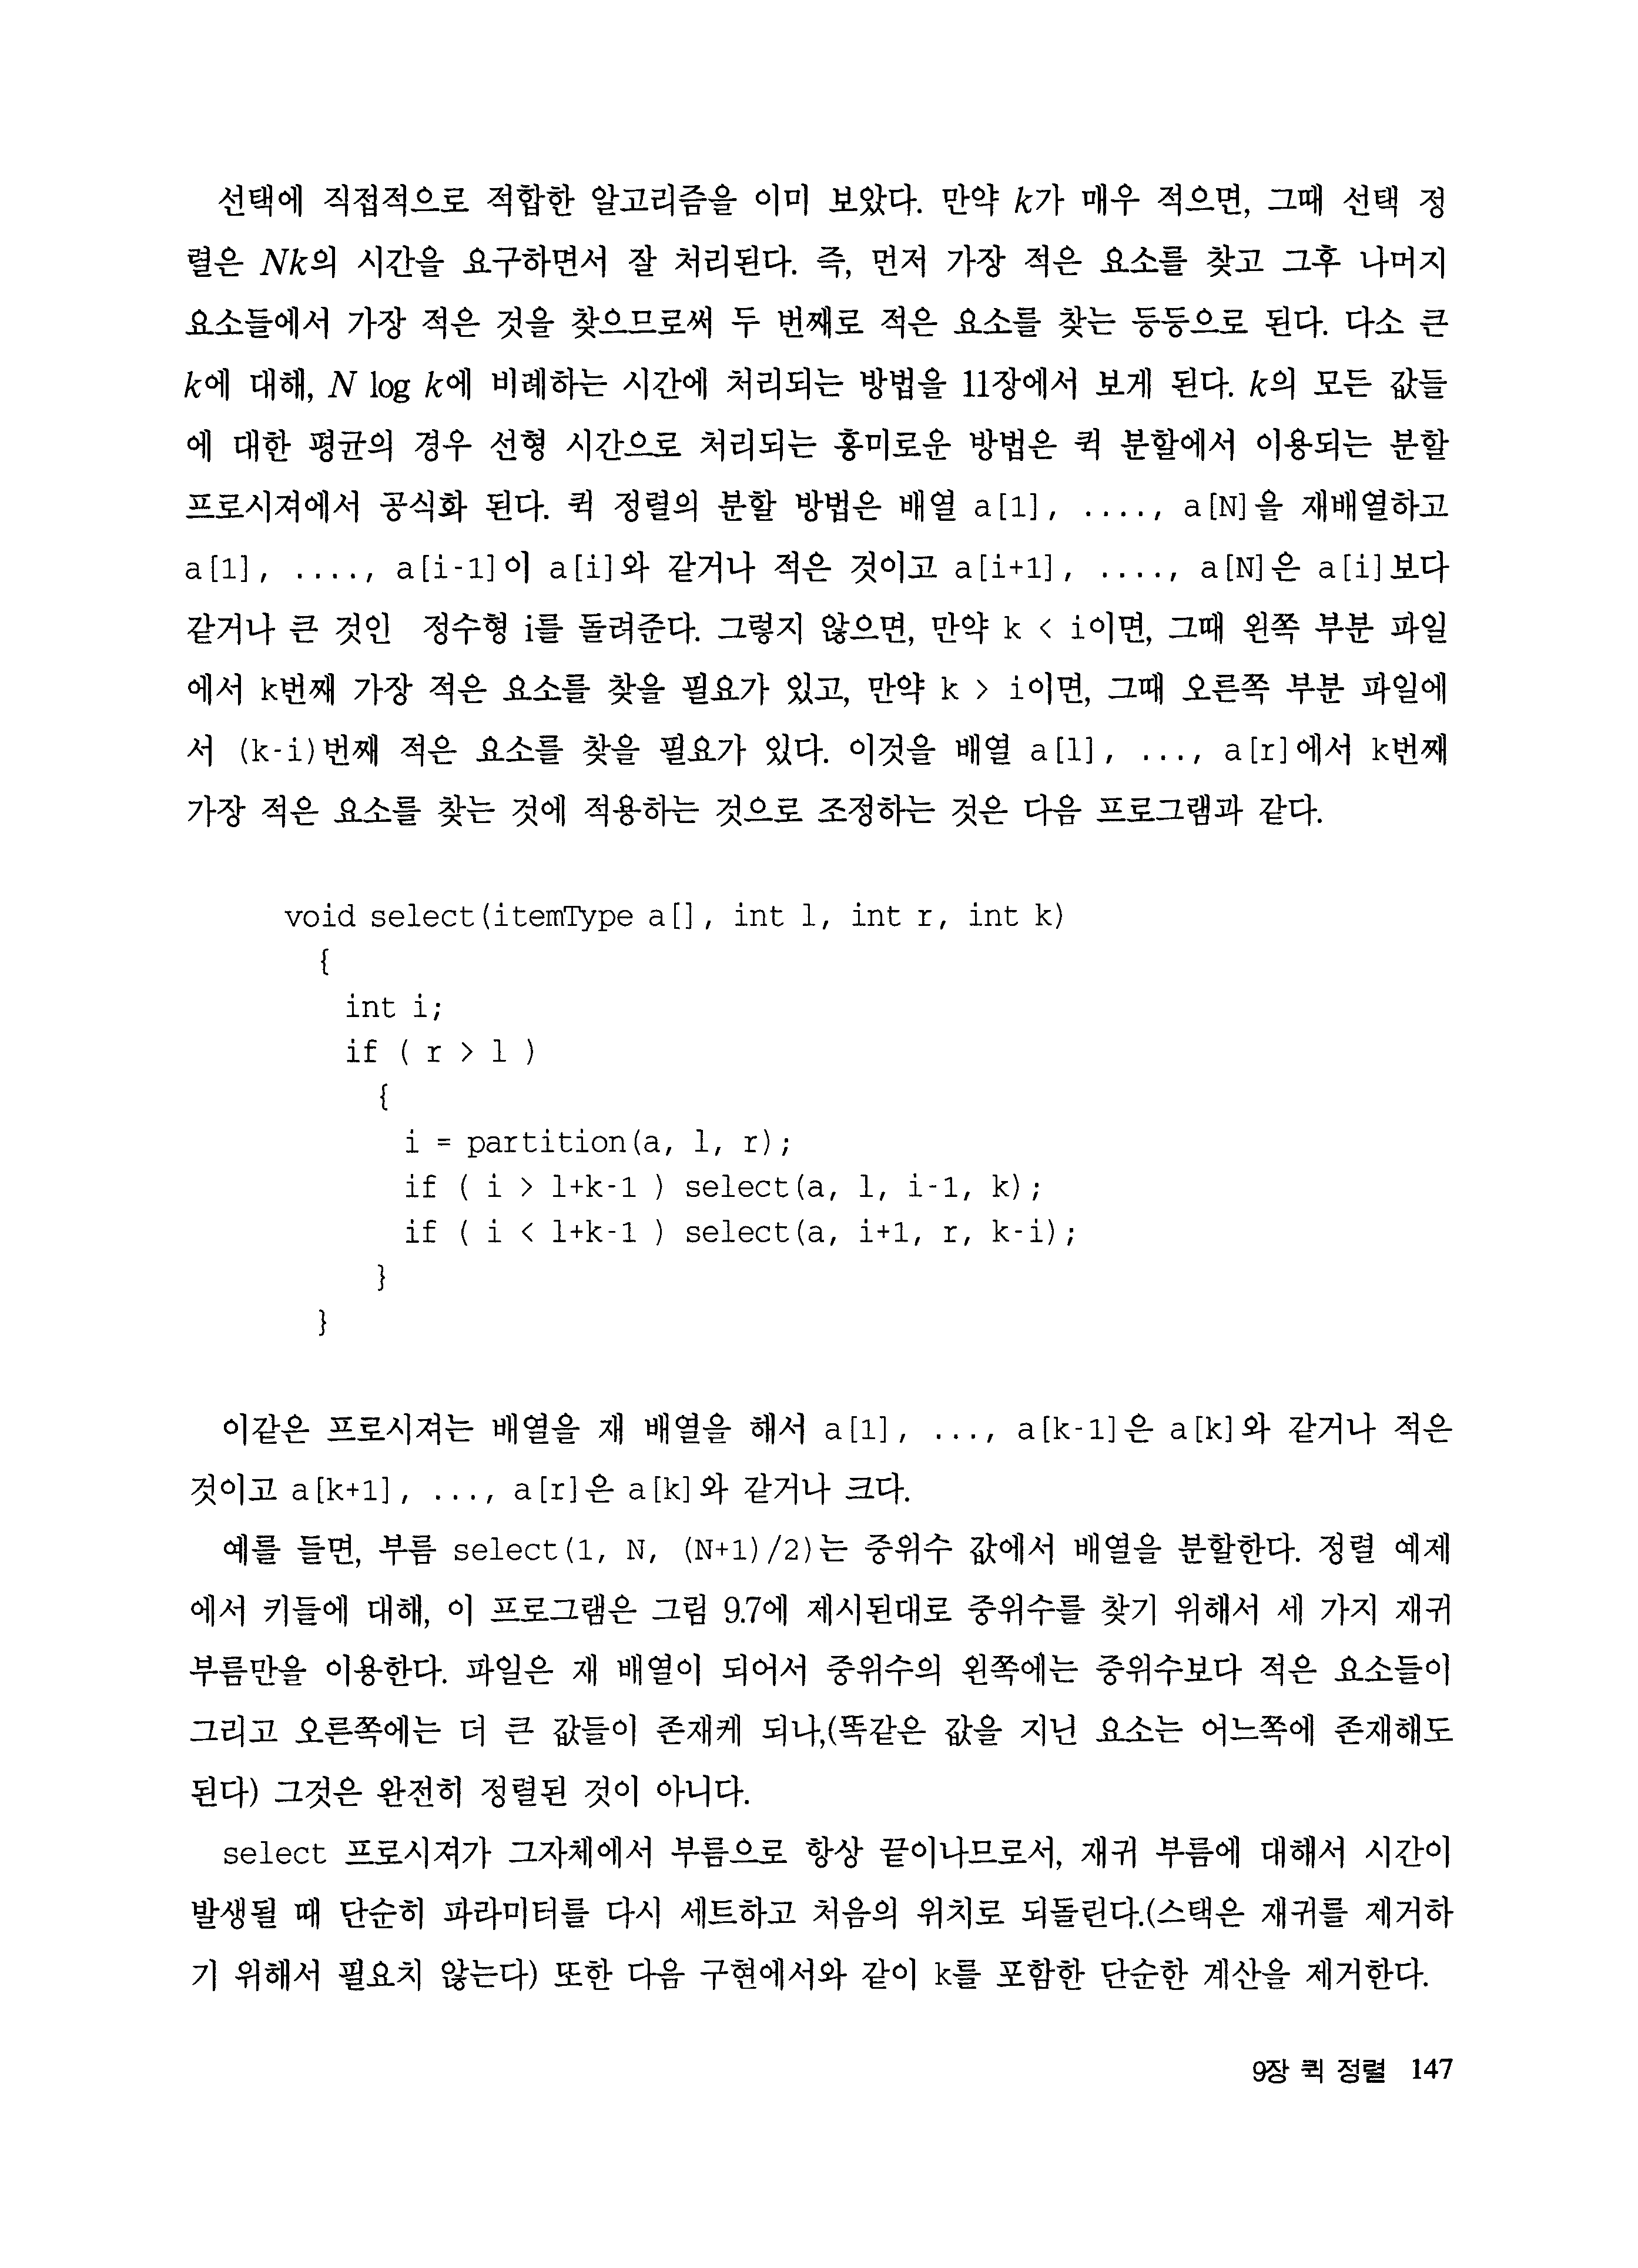 선택에 직접적으로 적합한 알고리즘을 이미 보았다. 만약 k가 매우 적으면, 그때 선택 정
렬은 Nk의 시간을 요구하면서 잘 처리된다. 즉, 먼저 가장 적은 요소를 찾고 그후 나머지
요소들에서 가장 적은 것을 찾으므로써 두 번째로 적은 요소를 찾는 등등으로 된다. 다소 큰
k에 대해, N log k에 비례하는 시간에 처리되는 방법을 11장에서 보게 된다. k의 모든 값들
에 대한 평균의 경우 선형 시간으로 처리되는 흥미로운 방법은 퀵 분할에서 이용되는 분할
프로시져에서 공식화 된다. 퀵 정렬의 분할 방법은 배열 a[1], ...., a[N]을 재배열하고
a[1], ...., a[i-1]이 a[i]와 같거나 적은 것이고 a[i+1], ...., a[N]은 a[i]보다
같거나 큰 것인 정수형 i를 돌려준다. 그렇지 않으면, 만약 k < i이면, 그때 왼쪽 부분 파일
에서 k번째 가장 적은 요소를 찾을 필요가 있고, 만약 k > i이면, 그때 오른쪽 부분 파일에
서 (k-i)번째 적은 요소를 찾을 필요가 있다. 이것을 배열 a[l], ..., a[r]에서 k번째
가장 적은 요소를 찾는 것에 적용하는 것으로 조정하는 것은 다음 프로그램과 같다.
void select(itemType a[], int l, int r, int k)
{
int i;
if ( r > l )
{
i = partition(a, l, r);
if ( i > l+k-1 ) select(a, l, i-1, k);
if ( i < l+k-1 ) select(a, i+1, r, k-i);
}
}
이같은 프로시져는 배열을 재 배열을 해서 a[l], ..., a[k-1]은 a[k]와 같거나 적은
것이고 a[k+1], ..., a[r]은 a[k]와 같거나 크다.
예를 들면, 부름 select(1, N, (N+1)/2)는 중위수 값에서 배열을 분할한다. 정렬 예제
에서 키들에 대해, 이 프로그램은 그림 9.7에 제시된대로 중위수를 찾기 위해서 세 가지 재귀
부름만을 이용한다. 파일은 재 배열이 되어서 중위수의 왼쪽에는 중위수보다 적은 요소들이
그리고 오른쪽에는 더 큰 값들이 존재케 되나,(똑같은 값을 지닌 요소는 어느쪽에 존재해도
된다) 그것은 완전히 정렬된 것이 아니다.
select 프로시져가 그자체에서 부름으로 항상 끝이나므로서, 재귀 부름에 대해서 시간이
발생될 때 단순히 파라미터를 다시 세트하고 처음의 위치로 되돌린다.(스택은 재귀를 제거하
기 위해서 필요치 않는다) 또한 다음 구현에서와 같이 k를 포함한 단순한 계산을 제거한다.
9장 퀵 정렬 147